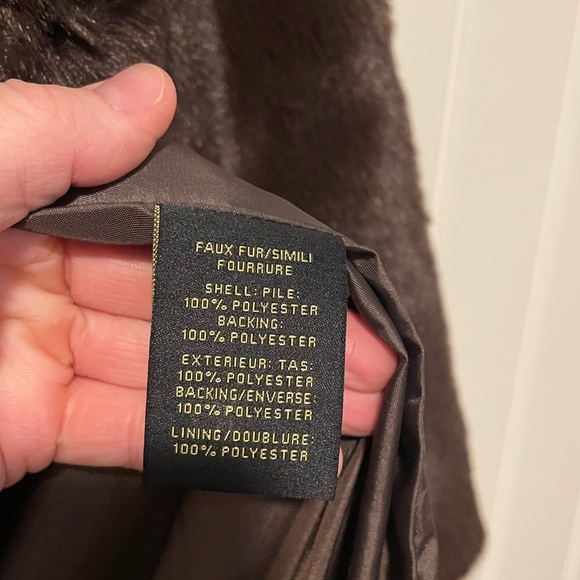 FAUX FUR/SIMILI
FOURRURE
SHELL: PILE:
100% POLYESTER
BACKING:
100% POLYESTER
EXTERIEUR: TAS:
100% POLYESTER
BACKING/ENVERSE:
100% POLYESTER
LINING/DOUBLURE:
100% POLYESTER